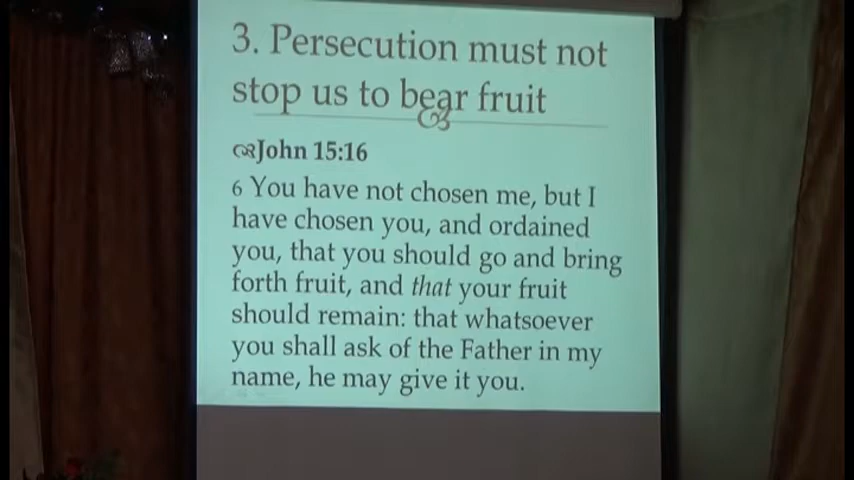 3. Persecution must not
stop us to bear fruit
John 15:16
6 You have not chosen me, but I
have chosen you, and ordained
you, that you should go and bring
forth fruit, and that your fruit
should remain: that whatsoever
you shall ask of the Father in my
name, he may give it you.